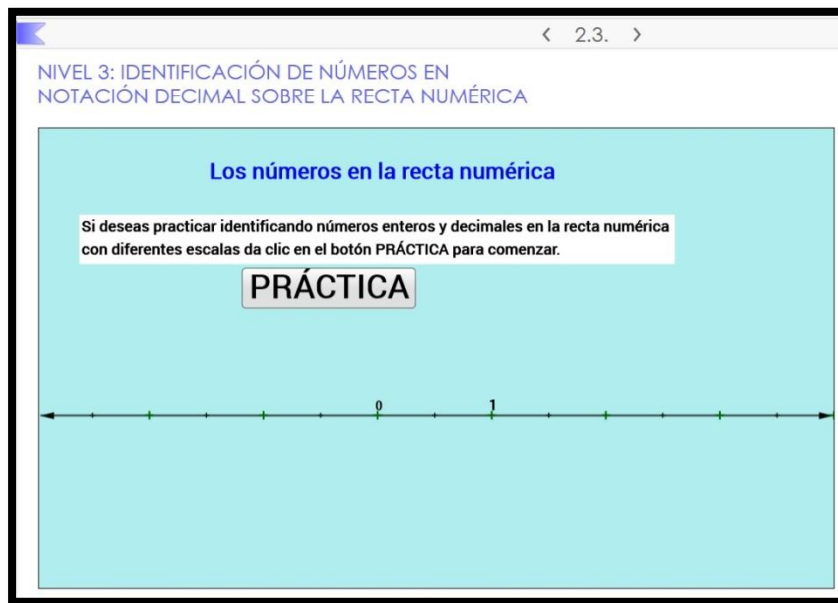 2.3.
NIVEL 3: IDENTIFICACIÓN DE NÚMEROS EN
NOTACIÓN DECIMAL SOBRE LA RECTA NUMÉRICA
Los números en la recta numérica
Si deseas practicar identificando números enteros y decimales en la recta numérica
con diferentes escalas da clic en el botón PRÁCTICA para comenzar.
PRÁCTICA
0 1